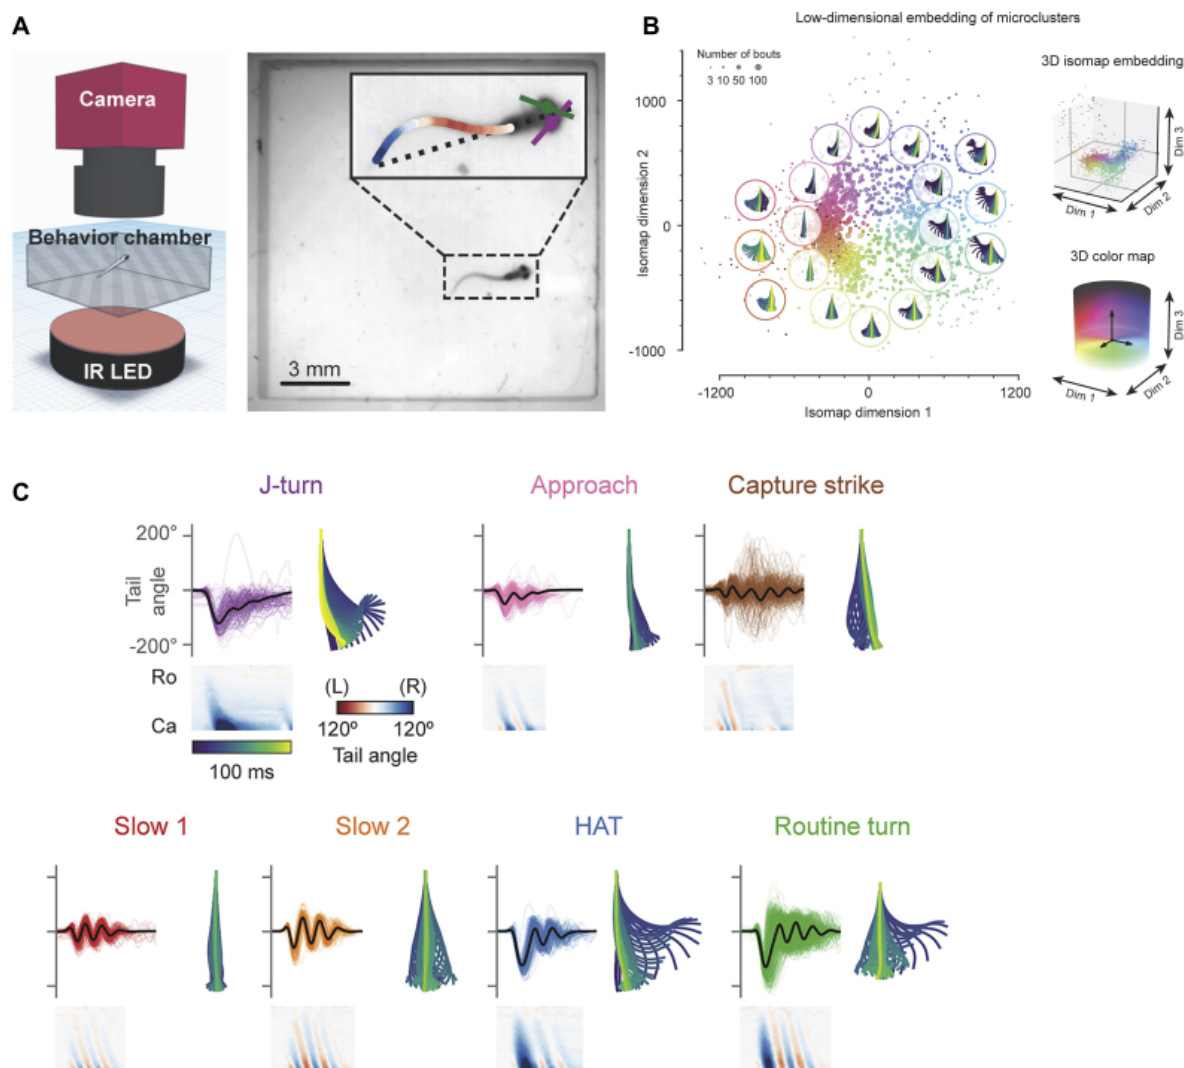 A
Camera
Behavior chamber
IR LED
3 mm
B
Low-dimensional embedding of microclusters
Number of bouts
3 10 50 100
1000
0
-1000
Isomap dimension 2
-1200
0
1200
Isomap dimension 1
3D isomap embedding
Dim 3
Dim 2
Dim 1
3D color map
Dim 3
Dim 2
Dim 1
C
J-turn
Approach
Capture strike
200°
Tail
angle
-200°
Ro
Ca
100 ms
(L) (R)
120º 120º
Tail angle
Slow 1
Slow 2
HAT
Routine turn